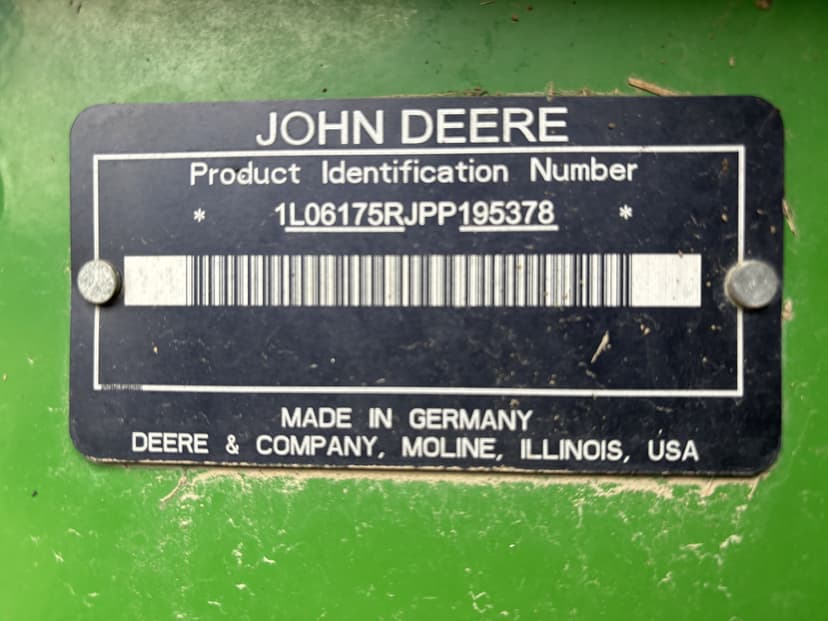 JOHN DEERE
Product Identification Number
* 1L06175RJPP195378 *
MADE IN GERMANY
DEERE & COMPANY, MOLINE, ILLINOIS, USA